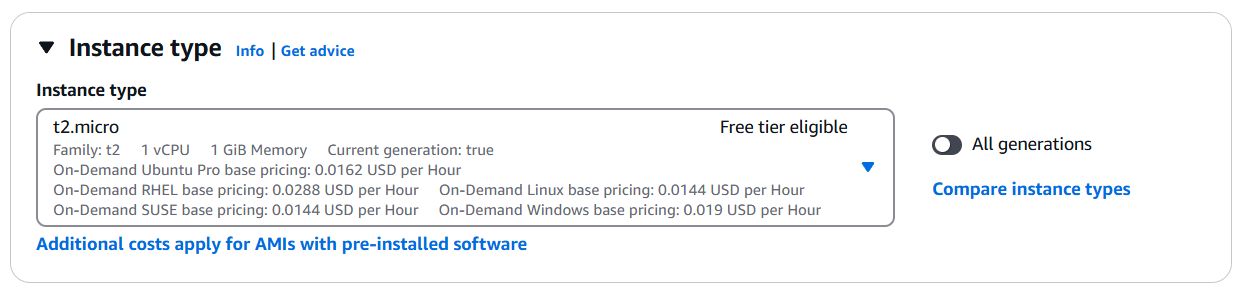 Instance type Info | Get advice
Instance type
t2.micro Free tier eligible
Family: t2 1 vCPU 1 GiB Memory Current generation: true
On-Demand Ubuntu Pro base pricing: 0.0162 USD per Hour
On-Demand RHEL base pricing: 0.0288 USD per Hour On-Demand Linux base pricing: 0.0144 USD per Hour
On-Demand SUSE base pricing: 0.0144 USD per Hour On-Demand Windows base pricing: 0.019 USD per Hour
All generations
Compare instance types
Additional costs apply for AMIs with pre-installed software